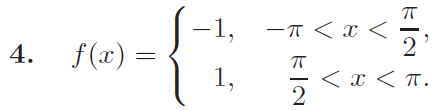 4. f(x) = { −1, −π < x < π/2,
1, π/2 < x < π.